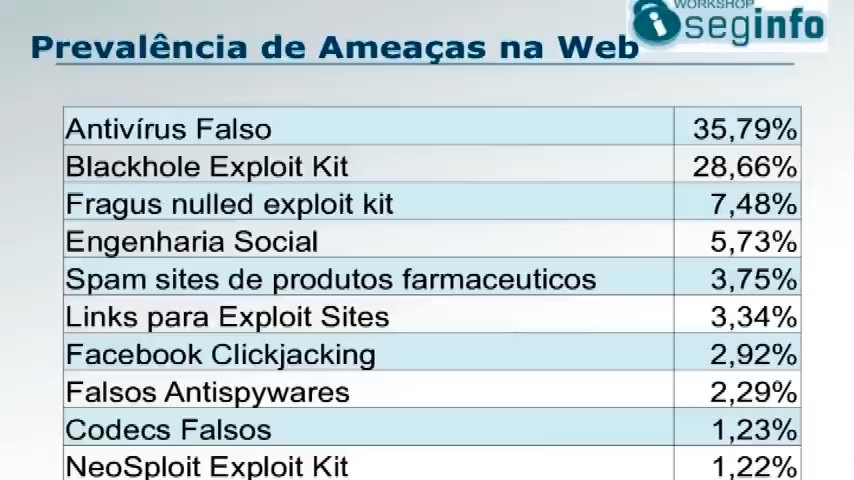 WORKSHOP
seginfo
Prevalência de Ameaças na Web
Antivírus Falso 35,79%
Blackhole Exploit Kit 28,66%
Fragus nulled exploit kit 7,48%
Engenharia Social 5,73%
Spam sites de produtos farmaceuticos 3,75%
Links para Exploit Sites 3,34%
Facebook Clickjacking 2,92%
Falsos Antispywares 2,29%
Codecs Falsos 1,23%
NeoSploit Exploit Kit 1,22%